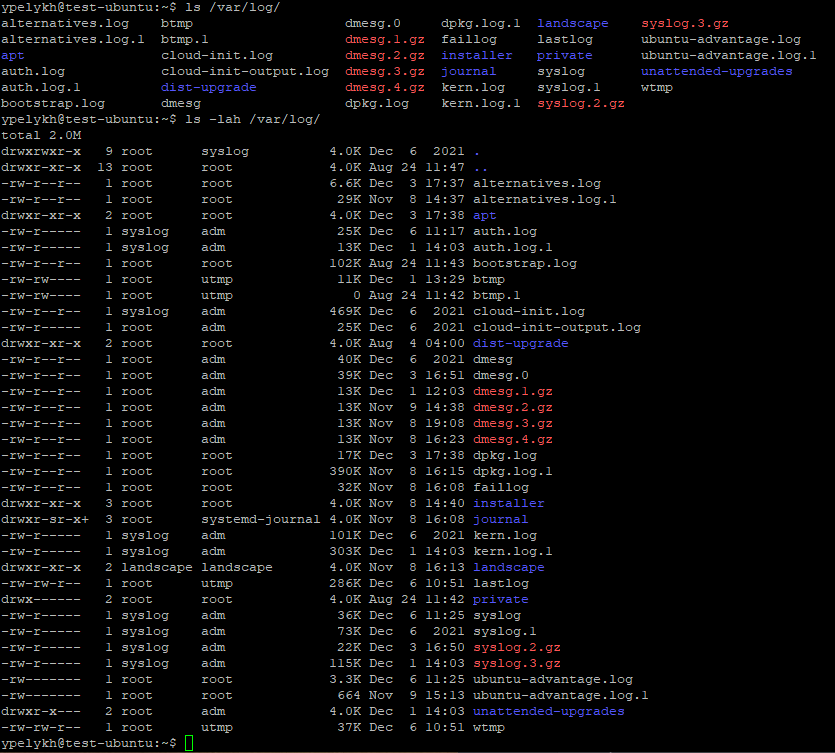 ypelykh@test-ubuntu:~$ ls /var/log/
alternatives.log    btmp                   dmesg.0     dpkg.log.1  landscape      syslog.3.gz
alternatives.log.1  btmp.1                 dmesg.1.gz  faillog     lastlog        ubuntu-advantage.log
apt                 cloud-init.log         dmesg.2.gz  installer   private        ubuntu-advantage.log.1
auth.log            cloud-init-output.log  dmesg.3.gz  journal     syslog         unattended-upgrades
auth.log.1          dist-upgrade           dmesg.4.gz  kern.log    syslog.1       wtmp
bootstrap.log       dmesg                  dpkg.log    kern.log.1  syslog.2.gz
ypelykh@test-ubuntu:~$ ls -lah /var/log/
total 2.0M
drwxrwxr-x   9 root      syslog          4.0K Dec  6  2021 .
drwxr-xr-x  13 root      root            4.0K Aug 24 11:47 ..
-rw-r--r--   1 root      root            6.6K Dec  3 17:37 alternatives.log
-rw-r--r--   1 root      root             29K Nov  8 14:37 alternatives.log.1
drwxr-xr-x   2 root      root            4.0K Dec  3 17:38 apt
-rw-r-----   1 syslog    adm              25K Dec  6 11:17 auth.log
-rw-r-----   1 syslog    adm              13K Dec  1 14:03 auth.log.1
-rw-r--r--   1 root      root            102K Aug 24 11:43 bootstrap.log
-rw-rw----   1 root      utmp             11K Dec  1 13:29 btmp
-rw-rw----   1 root      utmp               0 Aug 24 11:42 btmp.1
-rw-r--r--   1 syslog    adm             469K Dec  6  2021 cloud-init.log
-rw-r-----   1 root      adm              25K Dec  6  2021 cloud-init-output.log
drwxr-xr-x   2 root      root            4.0K Aug  4 04:00 dist-upgrade
-rw-r--r--   1 root      adm              40K Dec  6  2021 dmesg
-rw-r--r--   1 root      adm              39K Dec  3 16:51 dmesg.0
-rw-r--r--   1 root      adm              13K Dec  1 12:03 dmesg.1.gz
-rw-r--r--   1 root      adm              13K Nov  9 14:38 dmesg.2.gz
-rw-r--r--   1 root      adm              13K Nov  8 19:08 dmesg.3.gz
-rw-r--r--   1 root      adm              13K Nov  8 16:23 dmesg.4.gz
-rw-r--r--   1 root      root             17K Dec  3 17:38 dpkg.log
-rw-r--r--   1 root      root            390K Nov  8 16:15 dpkg.log.1
-rw-r--r--   1 root      root             32K Nov  8 16:08 faillog
drwxr-xr-x   3 root      root            4.0K Nov  8 14:40 installer
drwxr-sr-x+  3 root      systemd-journal 4.0K Nov  8 16:08 journal
-rw-r-----   1 syslog    adm             101K Dec  6  2021 kern.log
-rw-r-----   1 syslog    adm             303K Dec  1 14:03 kern.log.1
drwxr-xr-x   2 landscape landscape       4.0K Nov  8 16:13 landscape
-rw-rw-r--   1 root      utmp            286K Dec  6 10:51 lastlog
drwx------   2 root      root            4.0K Aug 24 11:42 private
-rw-r-----   1 syslog    adm              36K Dec  6 11:25 syslog
-rw-r-----   1 syslog    adm              73K Dec  6  2021 syslog.1
-rw-r-----   1 syslog    adm              22K Dec  3 16:50 syslog.2.gz
-rw-r-----   1 syslog    adm             115K Dec  1 14:03 syslog.3.gz
-rw-------   1 root      root            3.3K Dec  6 11:25 ubuntu-advantage.log
-rw-------   1 root      root             664 Nov  9 15:13 ubuntu-advantage.log.1
drwxr-x---   2 root      adm             4.0K Dec  1 14:03 unattended-upgrades
-rw-rw-r--   1 root      utmp             37K Dec  6 10:51 wtmp
ypelykh@test-ubuntu:~$